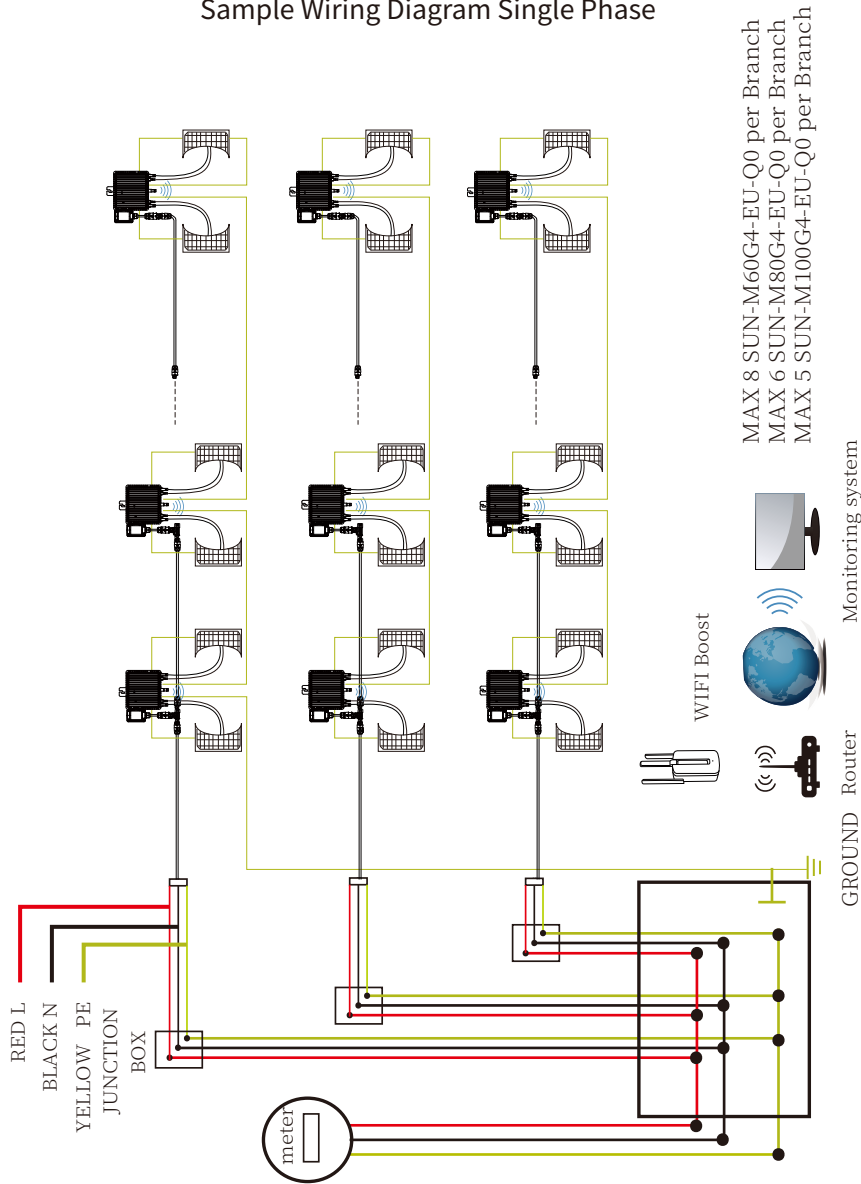 Sample Wiring Diagram Single Phase
RED L
BLACK N
YELLOW PE
JUNCTION
BOX
meter
MAX 8 SUN-M60G4-EU-Q0 per Branch
MAX 6 SUN-M80G4-EU-Q0 per Branch
MAX 5 SUN-M100G4-EU-Q0 per Branch
WIFI Boost
GROUND
Router
Monitoring system